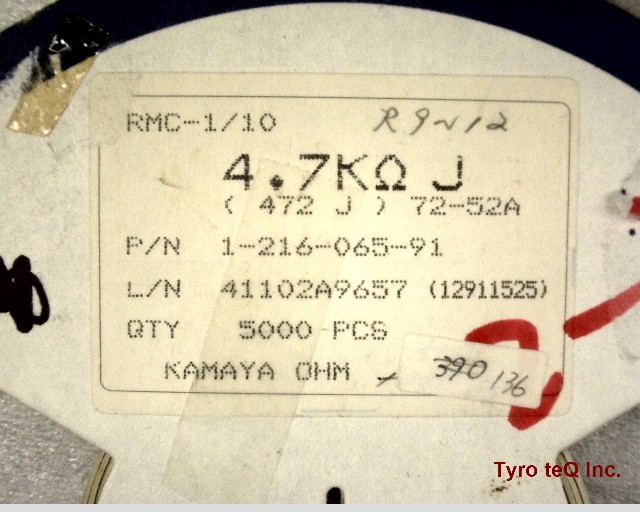 RMC-1/10 R9~12
4.7KΩ J
( 472 J ) 72-52A
P/N 1-216-065-91
L/N 41102A9657 (12911525)
QTY 5000 PCS
KAMAYA OHM
390 136
Tyro teQ Inc.